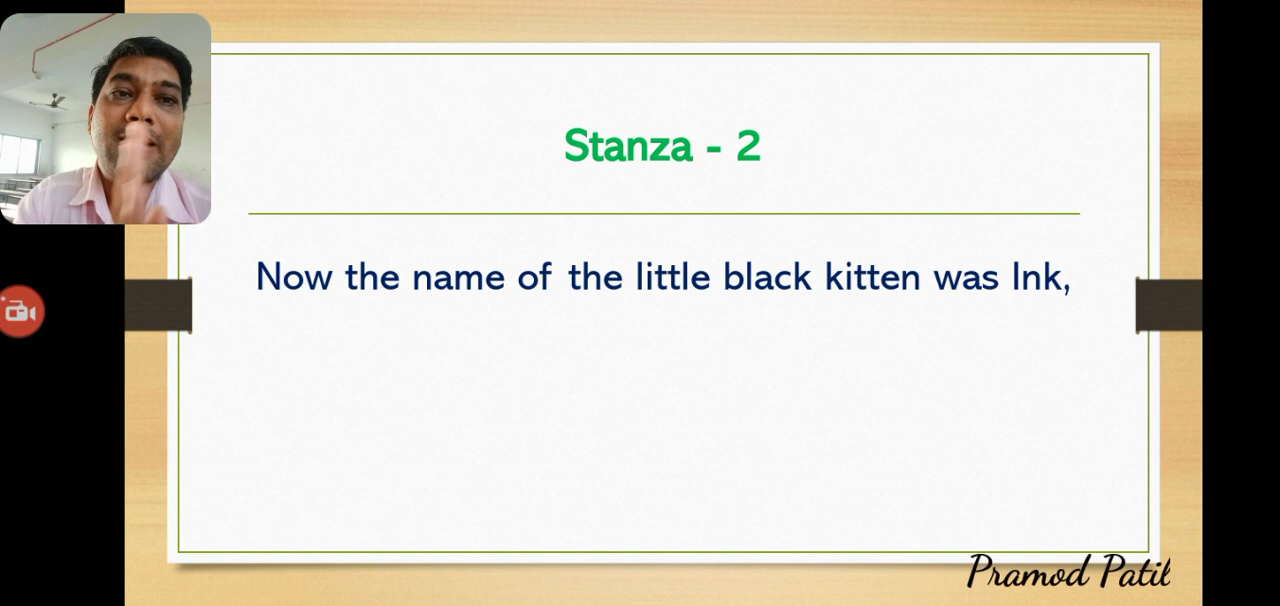 Stanza - 2
Now the name of the little black kitten was Ink,
Pramod Patil